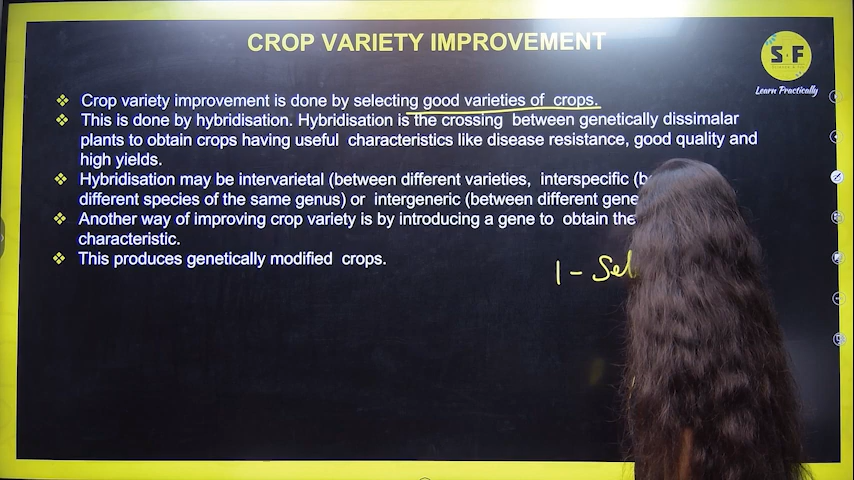 CROP VARIETY IMPROVEMENT
S F
Learn Practically
❖ Crop variety improvement is done by selecting good varieties of crops.
❖ This is done by hybridisation. Hybridisation is the crossing between genetically dissimalar
plants to obtain crops having useful characteristics like disease resistance, good quality and
high yields.
❖ Hybridisation may be intervarietal (between different varieties, interspecific (b
different species of the same genus) or intergeneric (between different gene
❖ Another way of improving crop variety is by introducing a gene to obtain the
characteristic.
❖ This produces genetically modified crops.
1 - Sel